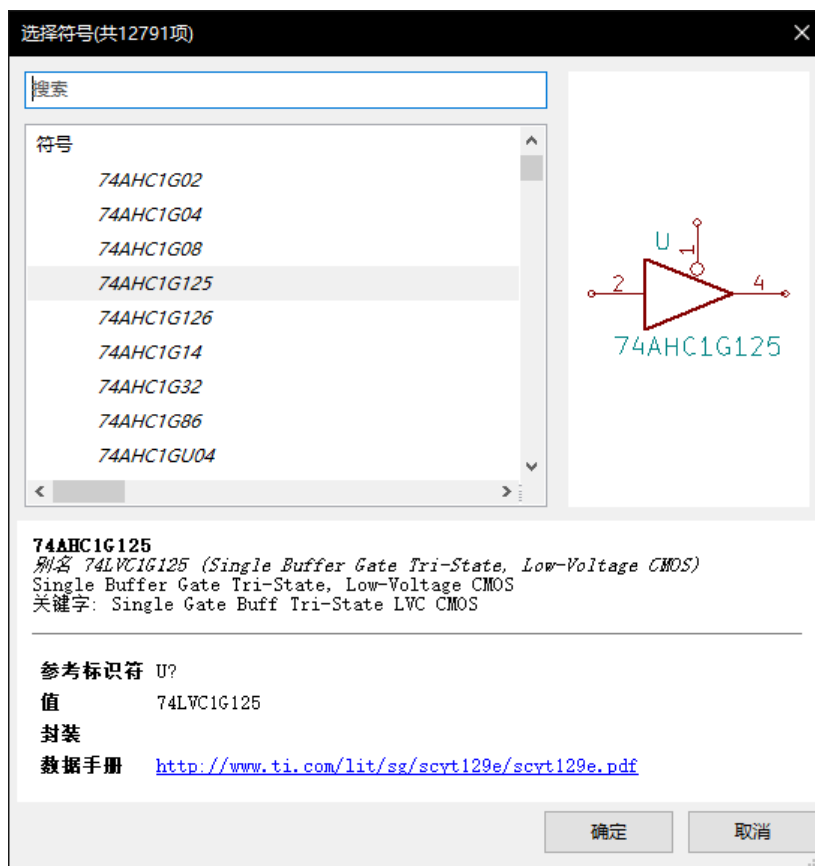 选择符号(共12791项)
搜索
符号
74AHC1G02
74AHC1G04
74AHC1G08
74AHC1G125
74AHC1G126
74AHC1G14
74AHC1G32
74AHC1G86
74AHC1GU04
U
1
2
4
74AHC1G125
74AHC1G125
别名 74LVC1G125 (Single Buffer Gate Tri-State, Low-Voltage CMOS)
Single Buffer Gate Tri-State, Low-Voltage CMOS
关键字: Single Gate Buff Tri-State LVC CMOS
参考标识符 U?
值 74LVC1G125
封装
数据手册 http://www.ti.com/lit/sg/scyt129e/scyt129e.pdf
确定 取消